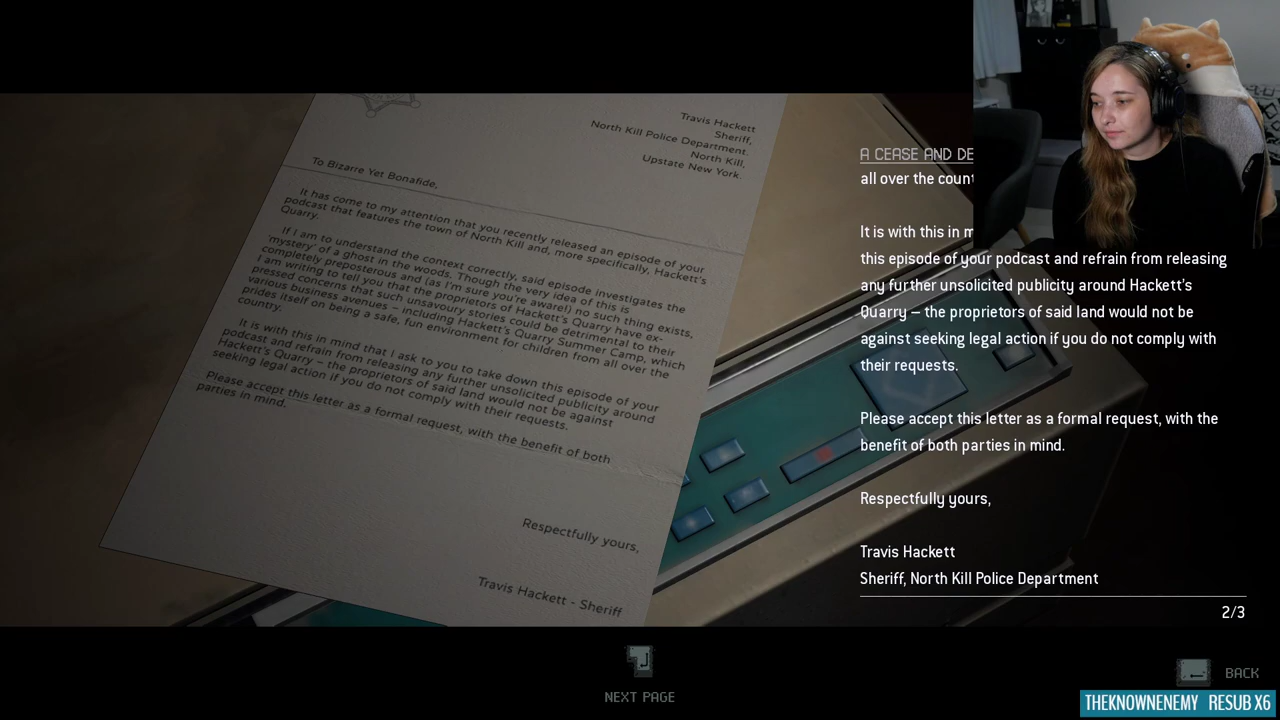 Travis Hackett
Sheriff,
North Kill Police Department.
North Kill,
Upstate New York.
To Bizarre Yet Bonafide,
It has come to my attention that you recently released an episode of your
podcast that features the town of North Kill and, more specifically, Hackett's
Quarry.
If I am to understand the context correctly, said episode investigates the
'mystery' of a ghost in the woods. Though the very idea of this is
completely preposterous and (as I'm sure you're aware!) no such thing exists,
I am writing to tell you that the proprietors of Hackett's Quarry have ex-
pressed concerns that such unsavoury stories could be detrimental to their
various business avenues – including Hackett's Quarry Summer Camp, which
prides itself on being a safe, fun environment for children from all over the
country.
It is with this in mind that I ask to you to take down this episode of your
podcast and refrain from releasing any further unsolicited publicity around
Hackett's Quarry – the proprietors of said land would not be against
seeking legal action if you do not comply with their requests.
Please accept this letter as a formal request, with the benefit of both
parties in mind.
Respectfully yours,
Travis Hackett - Sheriff
A CEASE AND DE
all over the count
It is with this in m
this episode of your podcast and refrain from releasing
any further unsolicited publicity around Hackett's
Quarry – the proprietors of said land would not be
against seeking legal action if you do not comply with
their requests.
Please accept this letter as a formal request, with the
benefit of both parties in mind.
Respectfully yours,
Travis Hackett
Sheriff, North Kill Police Department
2/3
NEXT PAGE
BACK
THEKNOWNENEMY RESUB X6